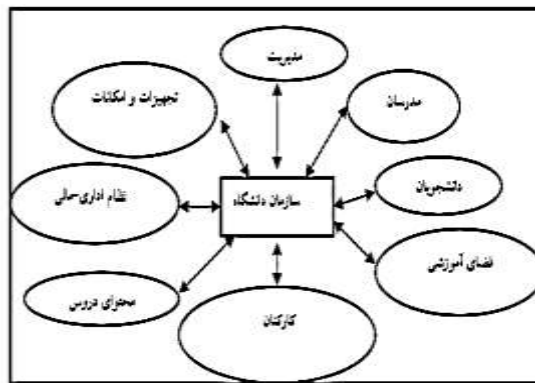 مدیریت
مدرسان
تجهیزات و امکانات
دانشجویان
سازمان دانشگاه
نظام اداری-مالی
فضای آموزشی
محتوای دروس
کارکنان